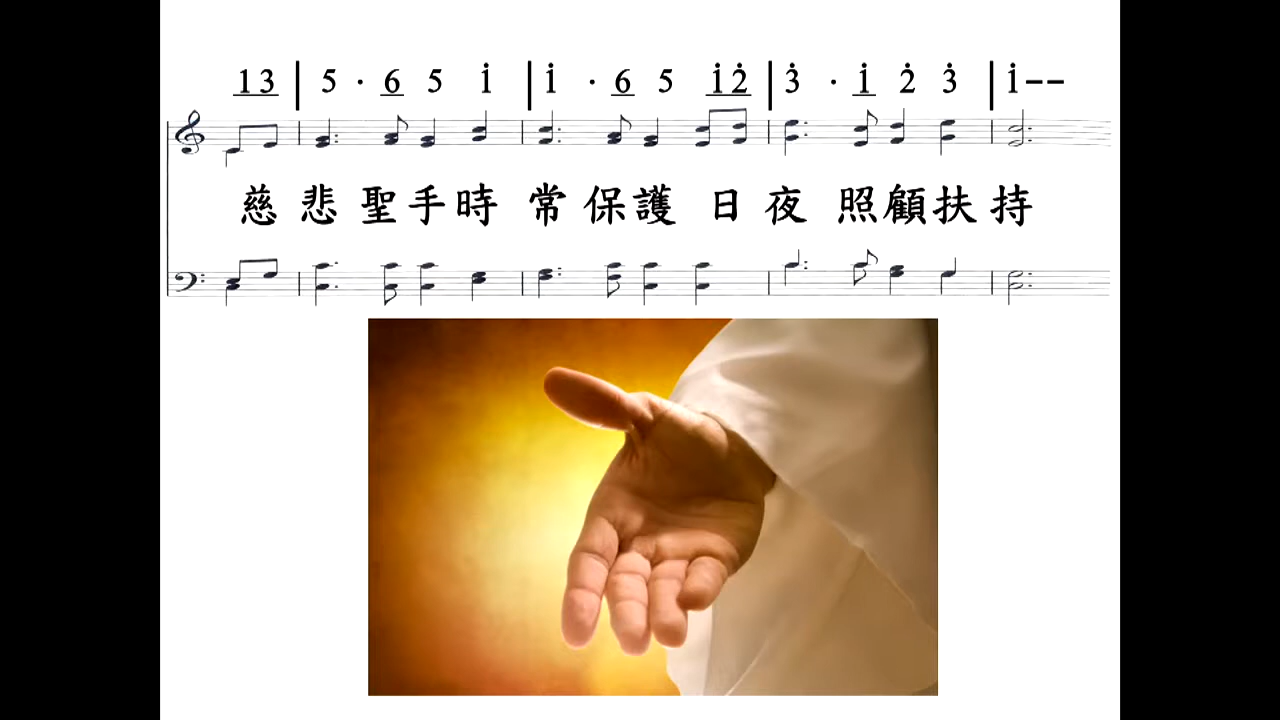 13 | 5 · 6 5 i̇ | i̇ · 6 5 i̇2̇ | 3̇ · i̇ 2̇ 3̇ | i̇--
慈 悲 聖手時 常保護 日夜 照顧扶持